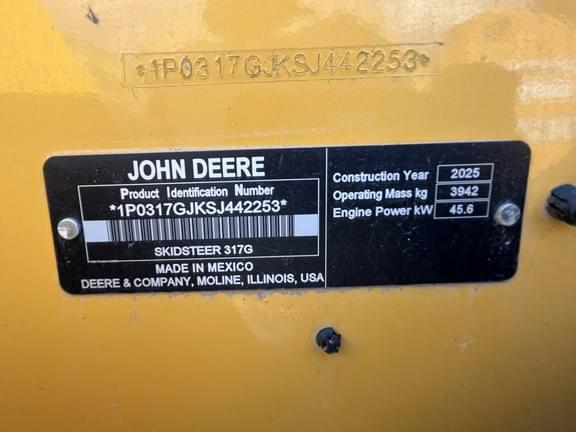 *1P0317GJKSJ442253*
JOHN DEERE
Product Identification Number
*1P0317GJKSJ442253*
SKIDSTEER 317G
MADE IN MEXICO
DEERE & COMPANY, MOLINE, ILLINOIS, USA
Construction Year 2025
Operating Mass kg 3942
Engine Power kW 45.6